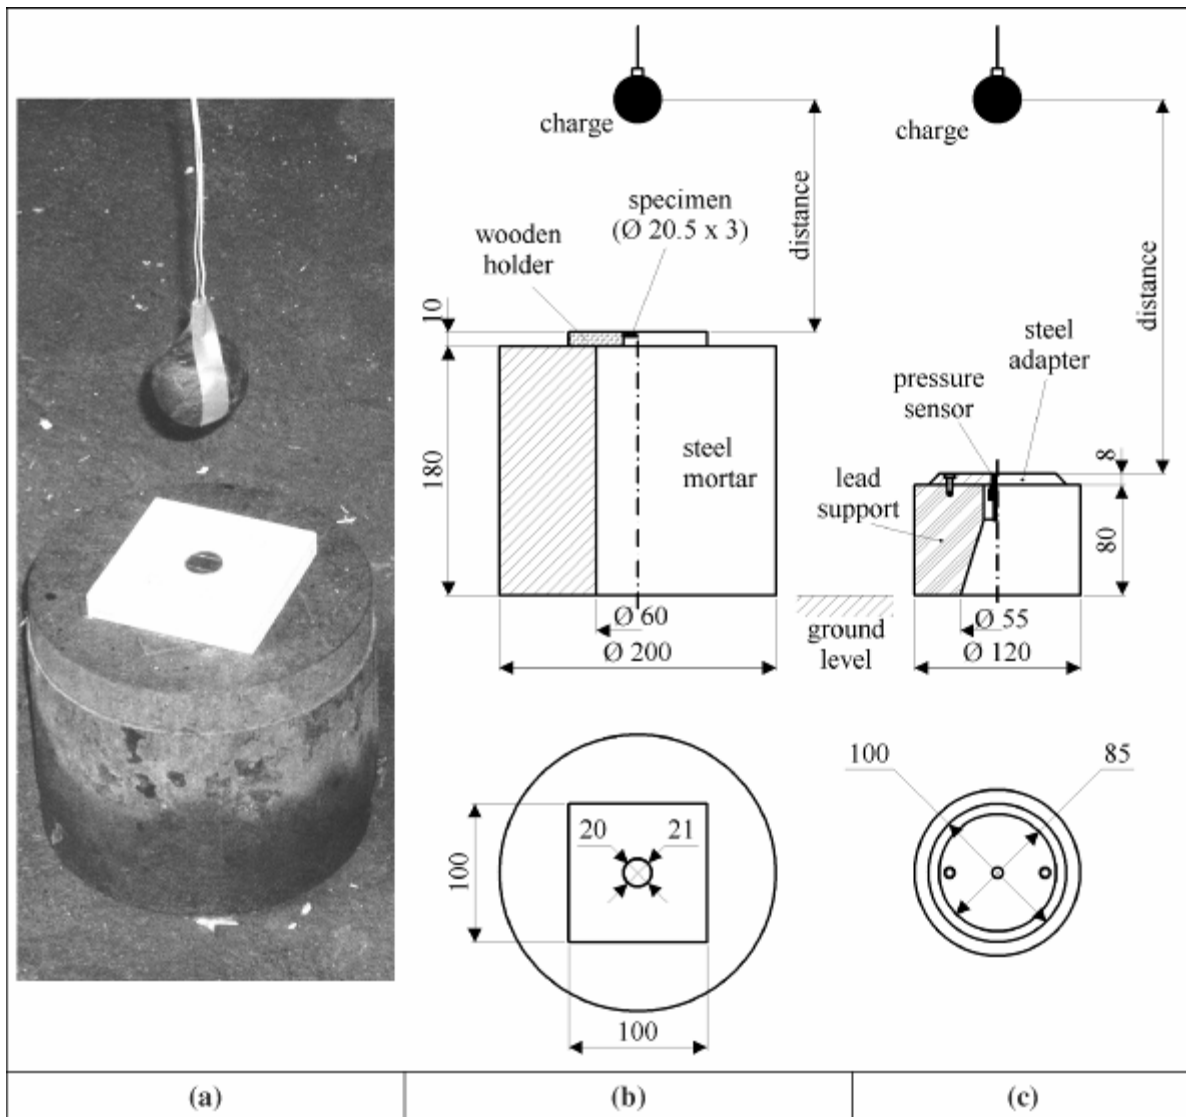 charge
specimen
(Ø 20.5 x 3)
wooden
holder
distance
10
180
steel
mortar
Ø 60
Ø 200
20
21
100
100
charge
distance
steel
adapter
pressure
sensor
lead
support
8
80
ground
level
Ø 55
Ø 120
100
85
(a)
(b)
(c)